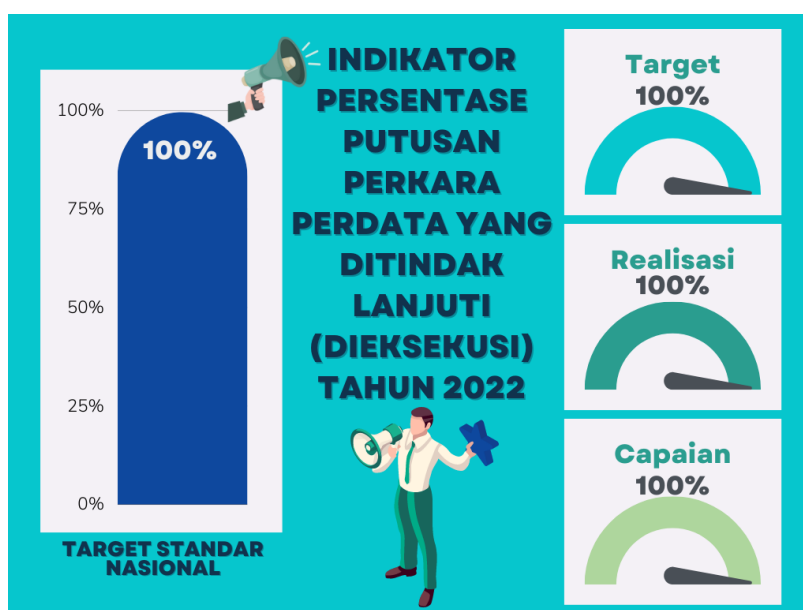 100%
100%
75%
50%
25%
0%
TARGET STANDAR
NASIONAL
INDIKATOR
PERSENTASE
PUTUSAN
PERKARA
PERDATA YANG
DITINDAK
LANJUTI
(DIEKSEKUSI)
TAHUN 2022
Target
100%
Realisasi
100%
Capaian
100%